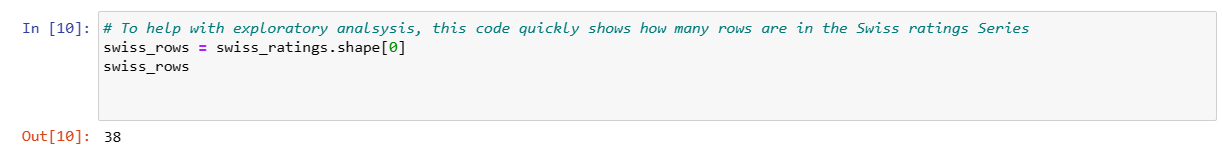 In [10]: # To help with exploratory analsysis, this code quickly shows how many rows are in the Swiss ratings Series
swiss_rows = swiss_ratings.shape[0]
swiss_rows
Out[10]: 38